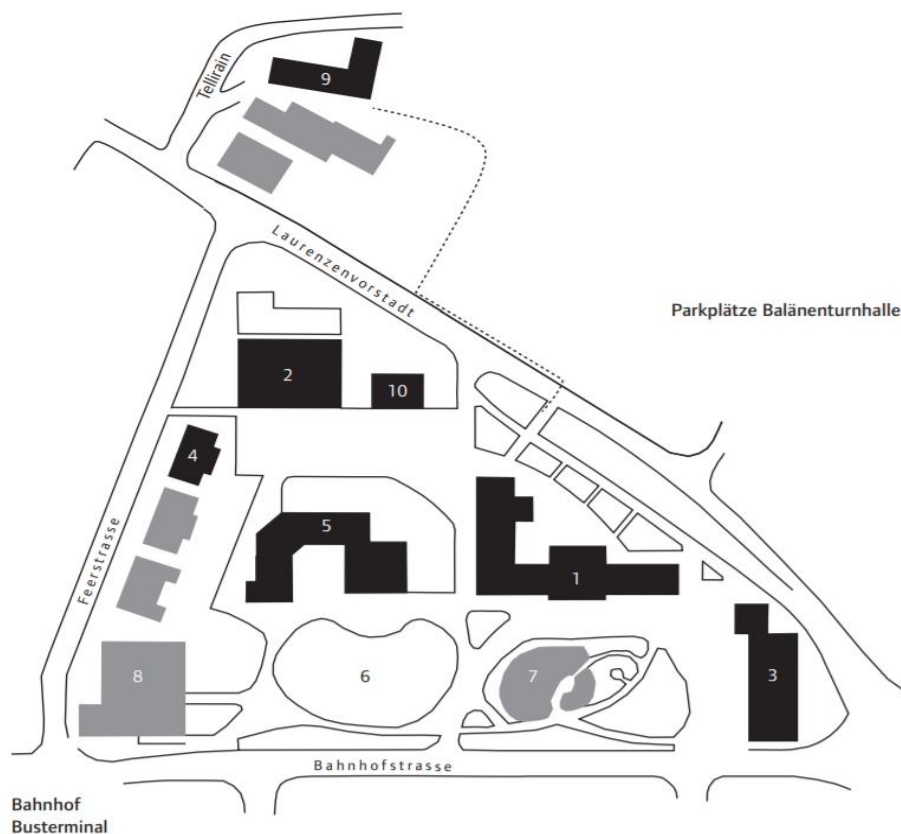 Tellirain
9
Laurenzenvorstadt
Parkplätze Balänenturnhalle
2
10
4
5
Feerstrasse
1
8
6
7
3
Bahnhofstrasse
Bahnhof
Busterminal